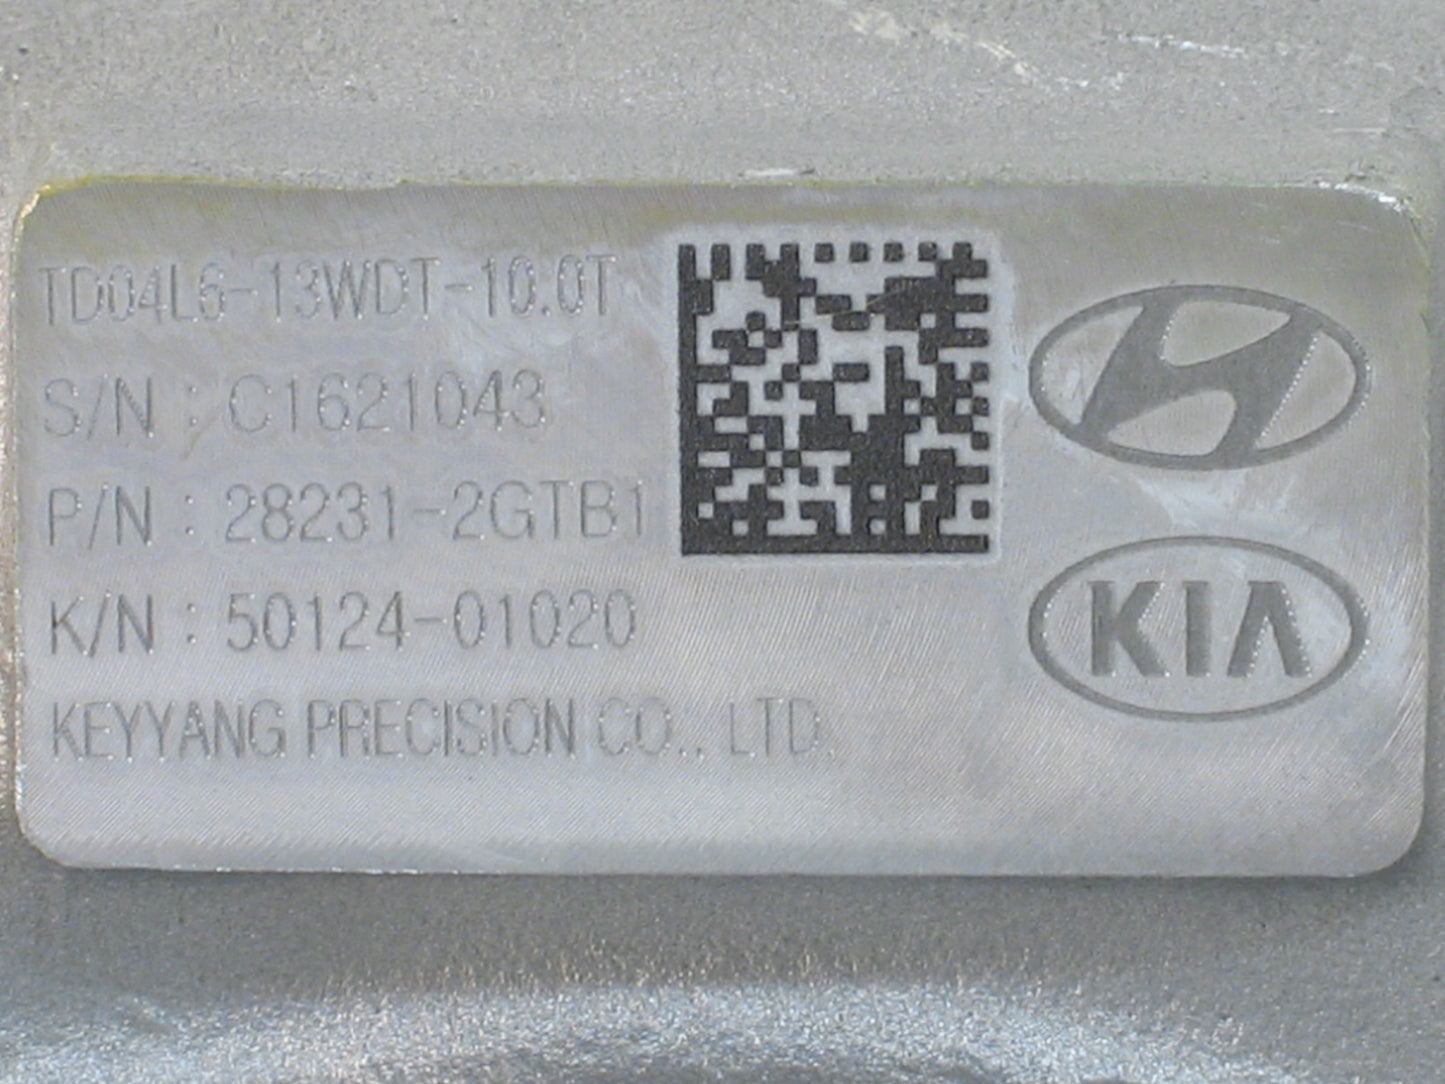 TD04L6-13WDT-10.0T
S/N : C1621043
P/N : 28231-2GTB1
K/N : 50124-01020
KEYYANG PRECISION CO., LTD.
KIA